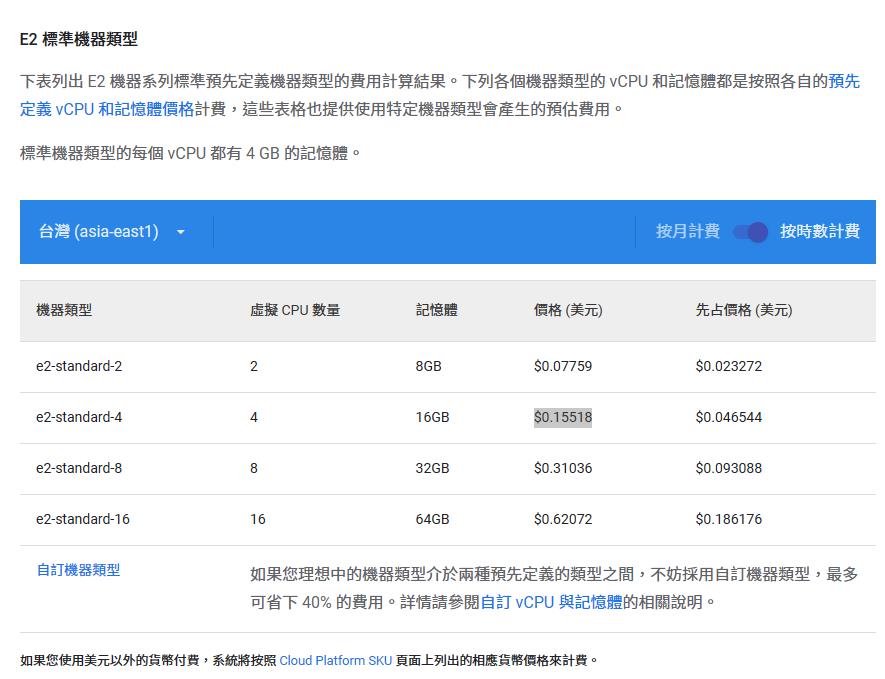 E2 標準機器類型
下表列出 E2 機器系列標準預先定義機器類型的費用計算結果。下列各個機器類型的 vCPU 和記憶體都是按照各自的預先
定義 vCPU 和記憶體價格計費，這些表格也提供使用特定機器類型會產生的預估費用。
標準機器類型的每個 vCPU 都有 4 GB 的記憶體。
台灣 (asia-east1) 按月計費 按時數計費
機器類型 虛擬 CPU 數量 記憶體 價格 (美元) 先占價格 (美元)
e2-standard-2 2 8GB $0.07759 $0.023272
e2-standard-4 4 16GB $0.15518 $0.046544
e2-standard-8 8 32GB $0.31036 $0.093088
e2-standard-16 16 64GB $0.62072 $0.186176
自訂機器類型 如果您理想中的機器類型介於兩種預先定義的類型之間，不妨採用自訂機器類型，最多
可省下 40% 的費用。詳情請參閱自訂 vCPU 與記憶體的相關說明。
如果您使用美元以外的貨幣付費，系統將按照 Cloud Platform SKU 頁面上列出的相應貨幣價格來計費。